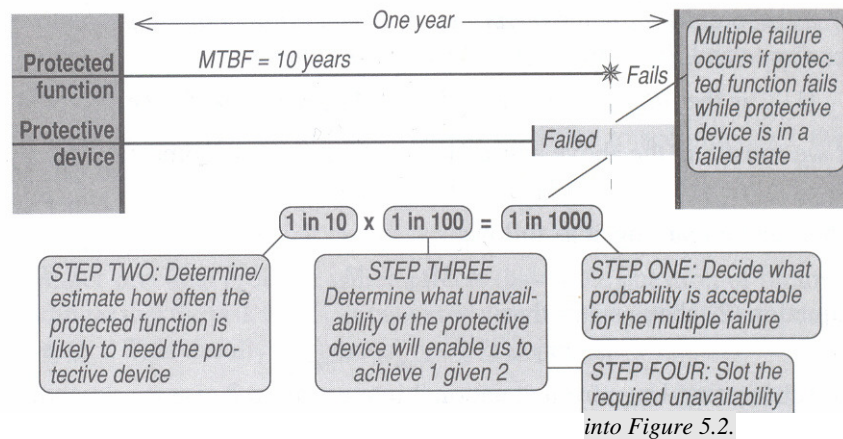 One year
Protected
function
MTBF = 10 years
Fails
Protective
device
Failed
Multiple failure
occurs if protec-
ted function fails
while protective
device is in a
failed state
1 in 10 x 1 in 100 = 1 in 1000
STEP TWO: Determine/
estimate how often the
protected function is
likely to need the pro-
tective device
STEP THREE
Determine what unavail-
ability of the protective
device will enable us to
achieve 1 given 2
STEP ONE: Decide what
probability is acceptable
for the multiple failure
STEP FOUR: Slot the
required unavailability
into Figure 5.2.